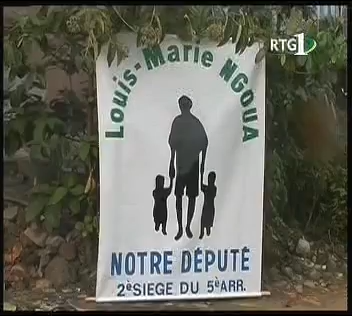 RTG1
Louis-Marie NGOUA
NOTRE DÉPUTÉ
2è SIEGE DU 5è ARR.